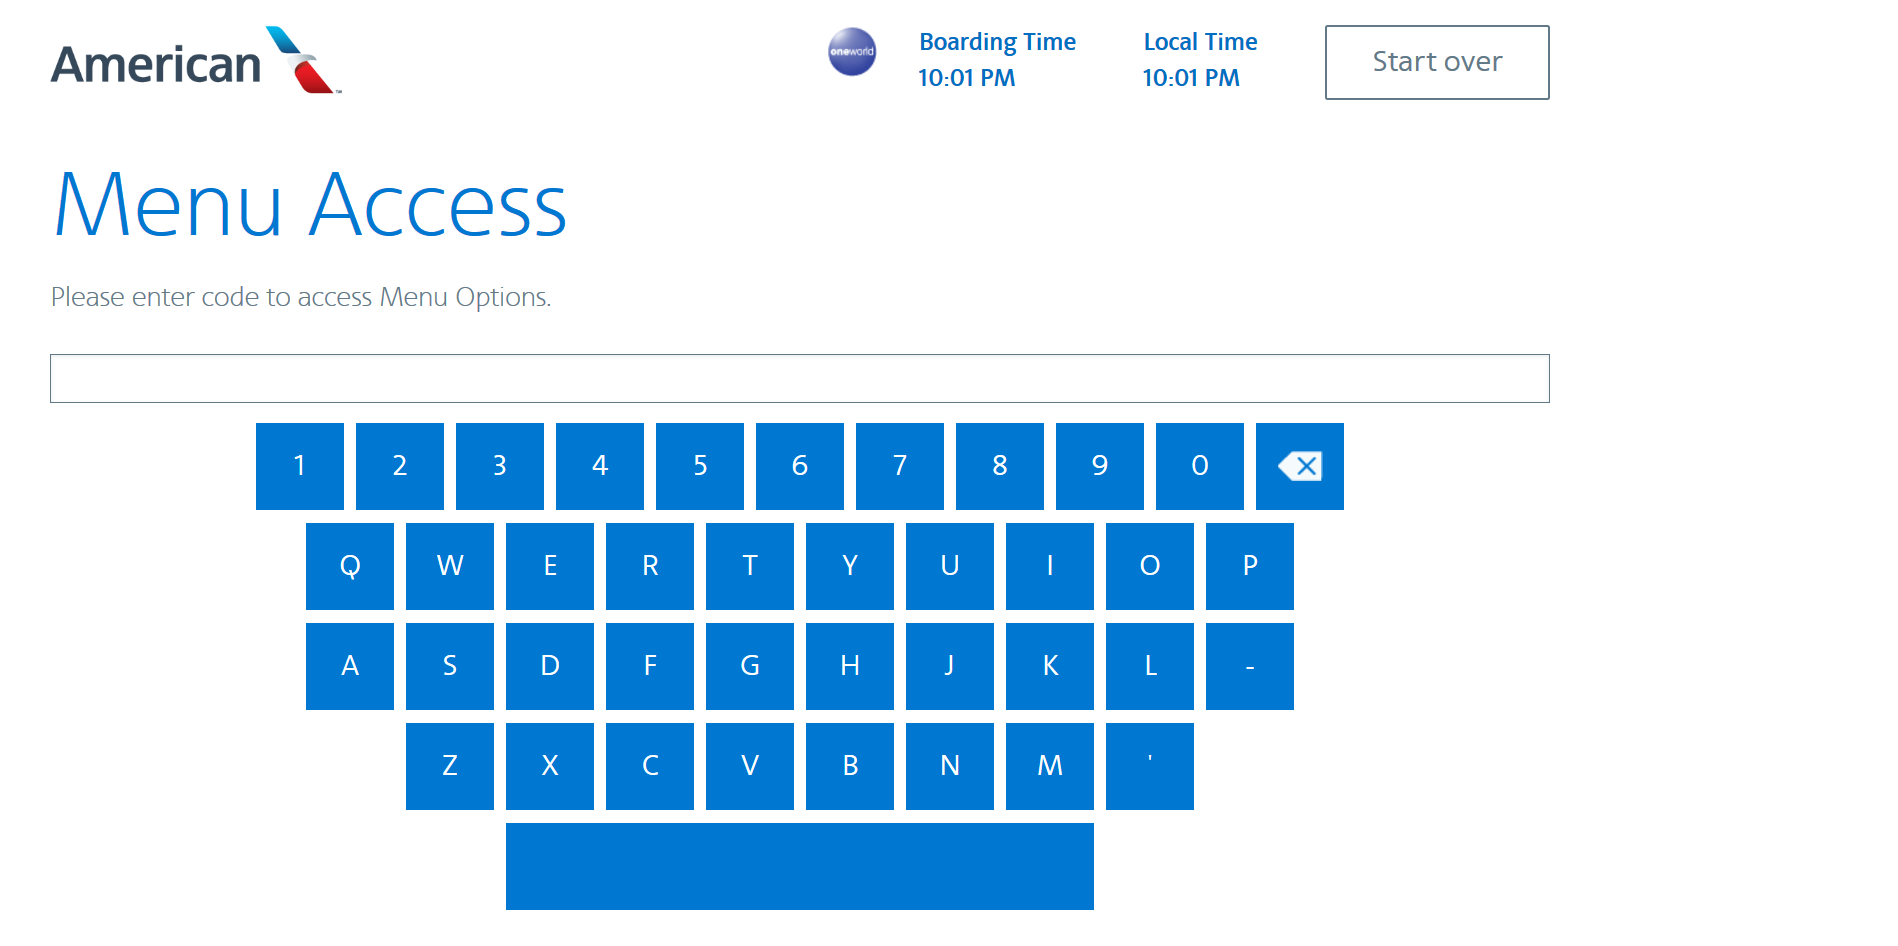 American
oneworld
Boarding Time
10:01 PM
Local Time
10:01 PM
Start over
Menu Access
Please enter code to access Menu Options.
1 2 3 4 5 6 7 8 9 0
Q W E R T Y U I O P
A S D F G H J K L -
Z X C V B N M '